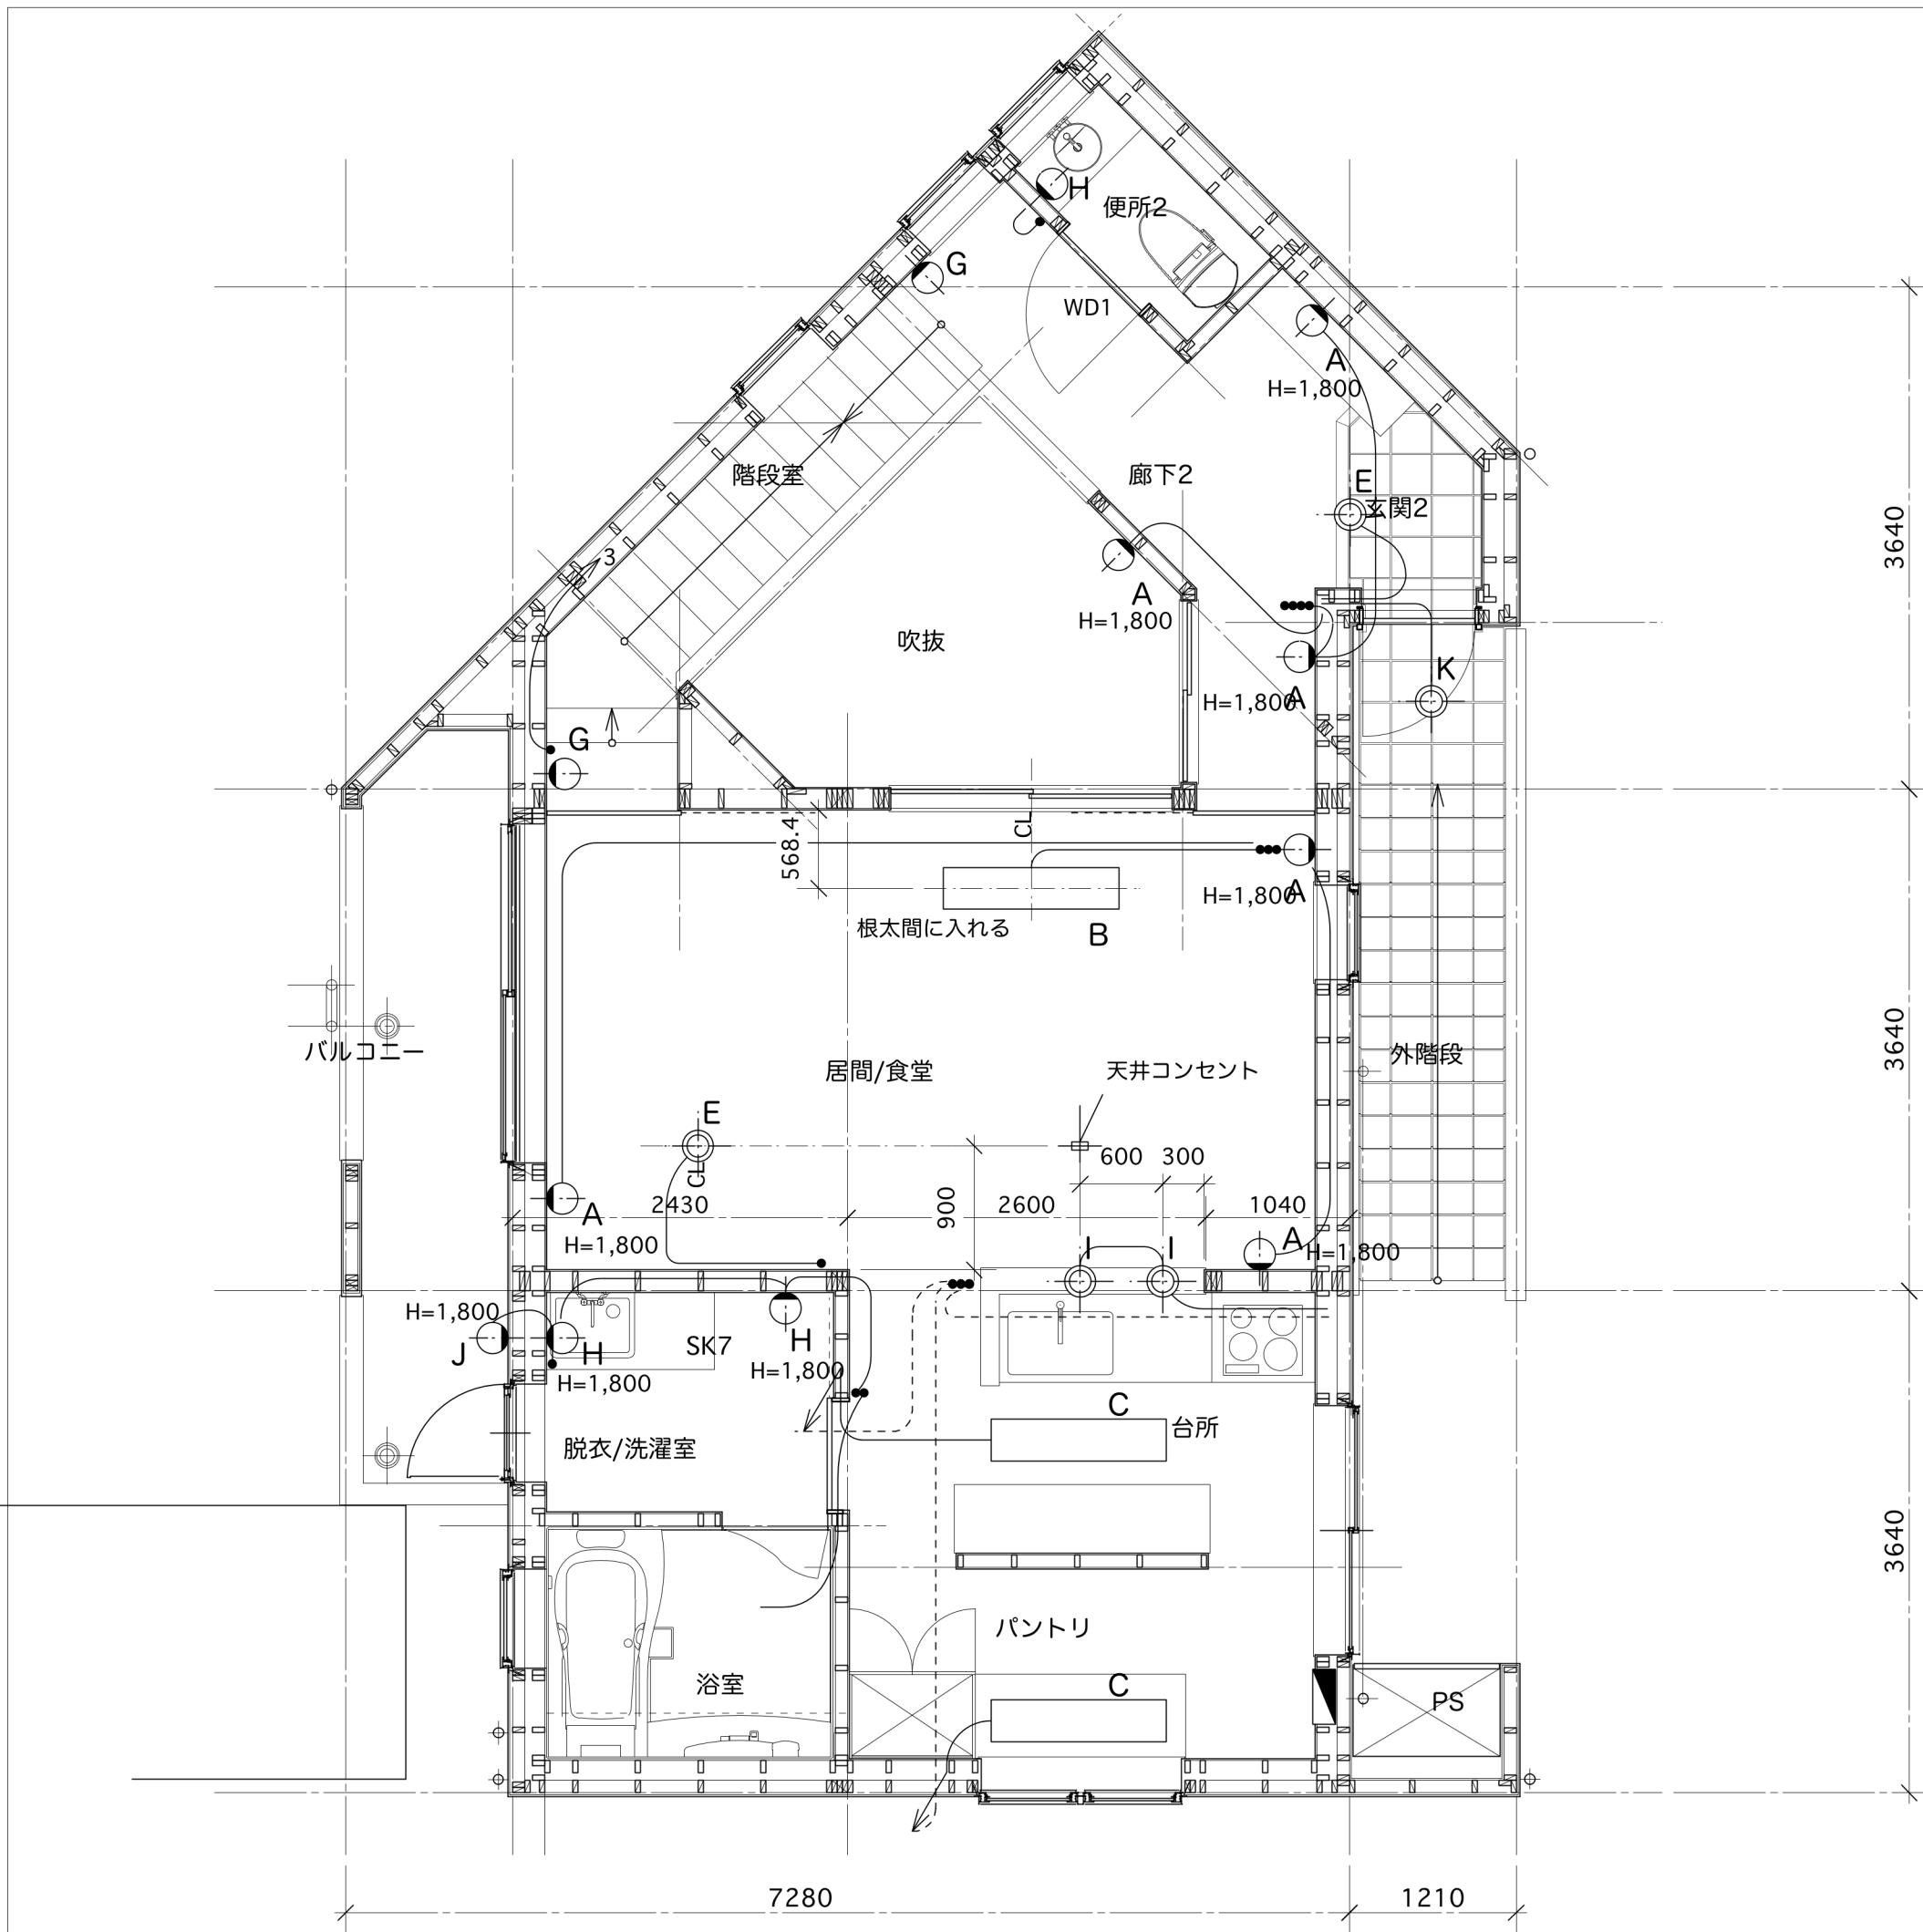 H
便所2
G
WD1
A
H=1,800
階段室
廊下2
E
玄関2
3640
3
A
H=1,800
吹抜
K
H=1,800
A
G
568.4
CL
H=1,800
A
根太間に入れる
B
バルコニー
居間/食堂
天井コンセント
外階段
3640
E
CL
600
300
A
2430
900
2600
1040
H=1,800
A
H=1,800
I
I
H=1,800
J
H
SK7
H
H=1,800
H=1,800
C
台所
脱衣/洗濯室
3640
パントリ
浴室
C
PS
7280
1210